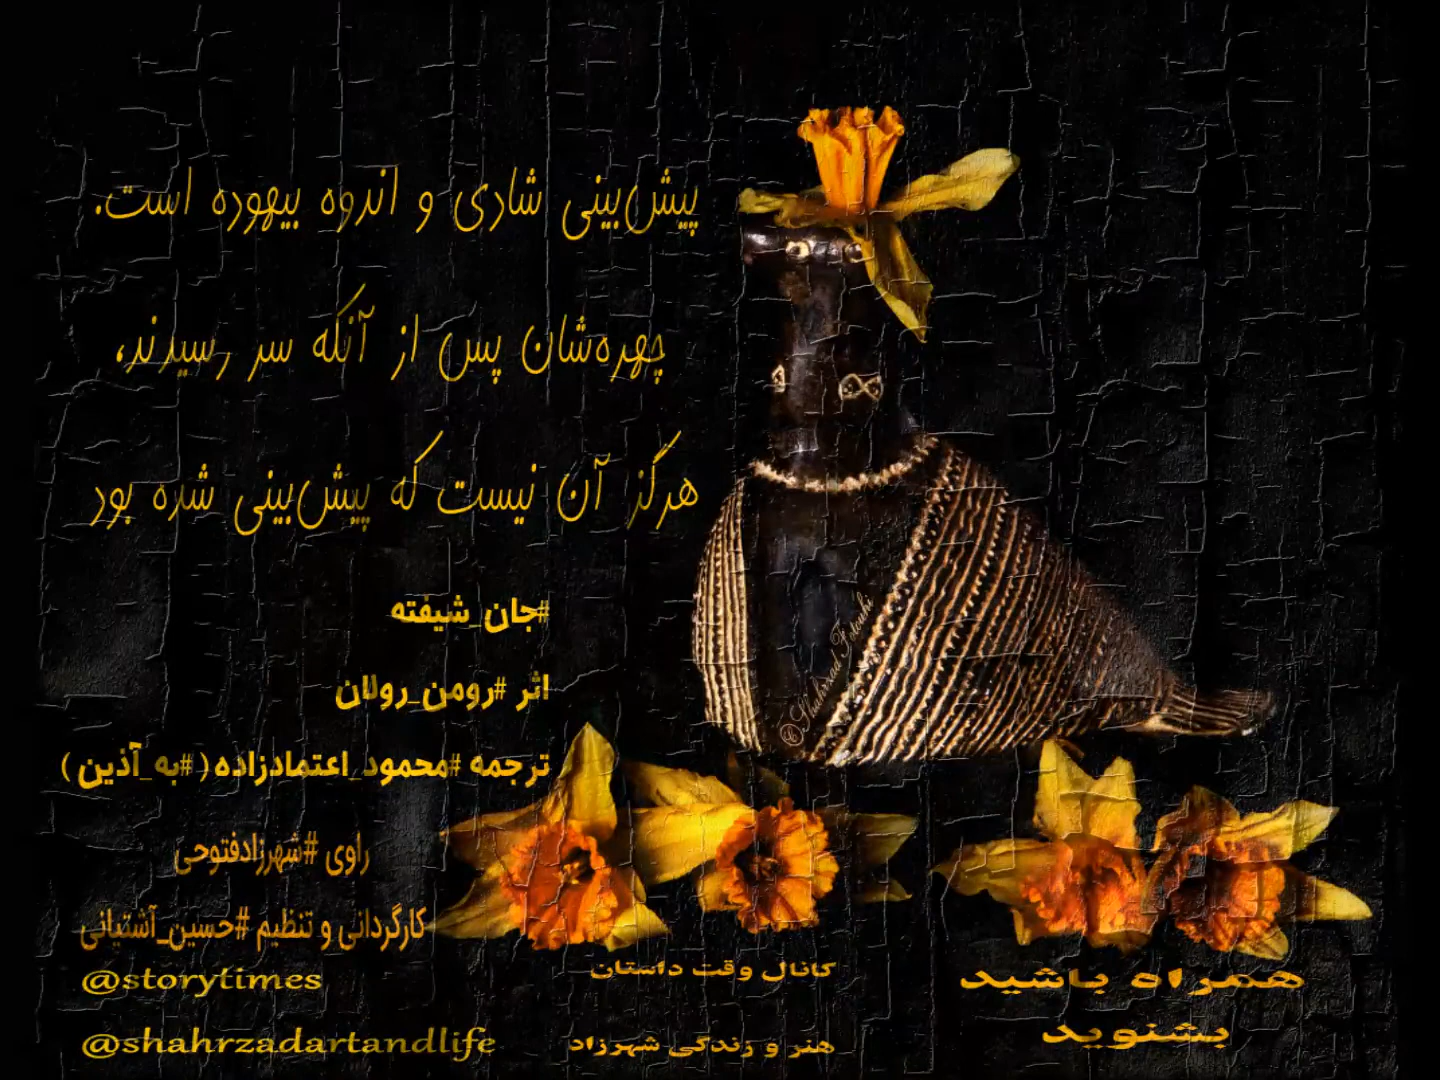 پیش‌بینی شادی و اندوه بیهوده است.
چهره‌شان پس از آنکه سر رسیدند،
هرگز آن نیست که پیش‌بینی شده بود
#جان_شیفته
اثر #رومن_رولان
ترجمه #محمود_اعتمادزاده (#به_آذین)
راوی #شهرزادفتوحی
کارگردانی و تنظیم #حسین_آشتیانی
@storytimes
کانال وقت داستان
@shahrzadartandlife
هنر و زندگی شهرزاد
همراه باشید
بشنوید
©Shahrzad Fotouhi